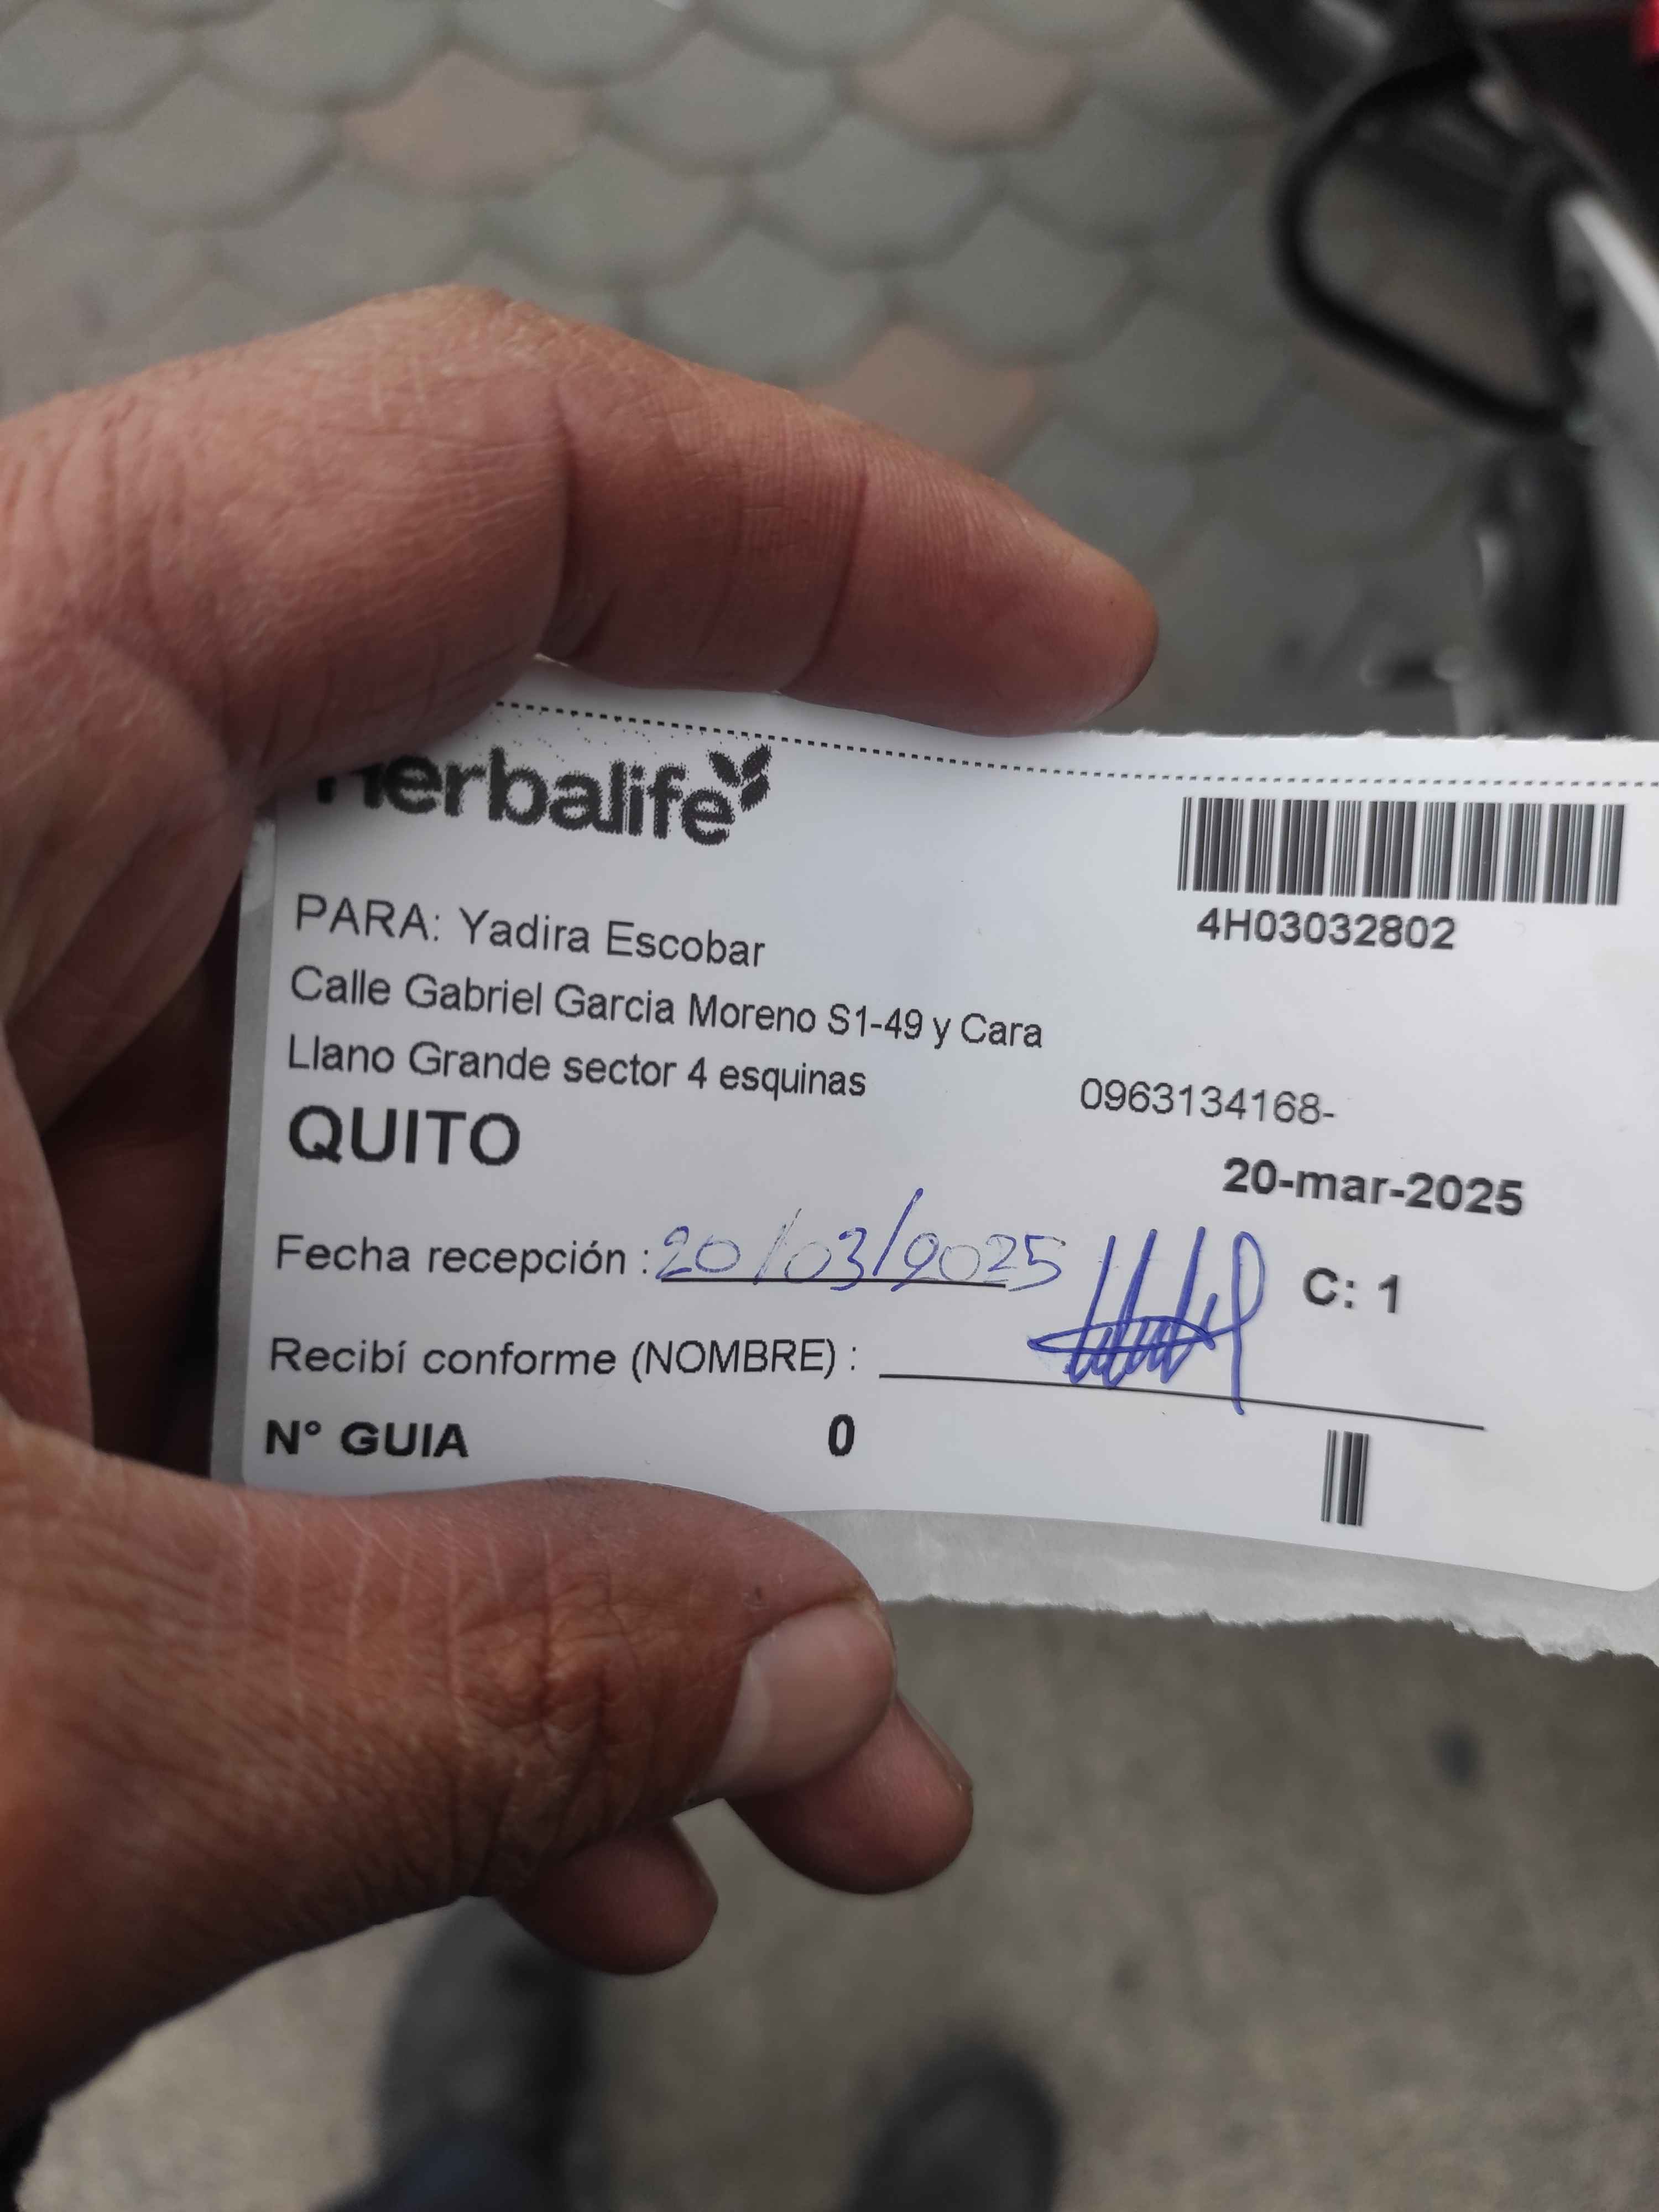 herbalife
4H03032802
PARA: Yadira Escobar
Calle Gabriel Garcia Moreno S1-49 y Cara
Llano Grande sector 4 esquinas
0963134168-
QUITO
20-mar-2025
Fecha recepción : 20/03/2025
C: 1
Recibí conforme (NOMBRE) :
N° GUIA 0